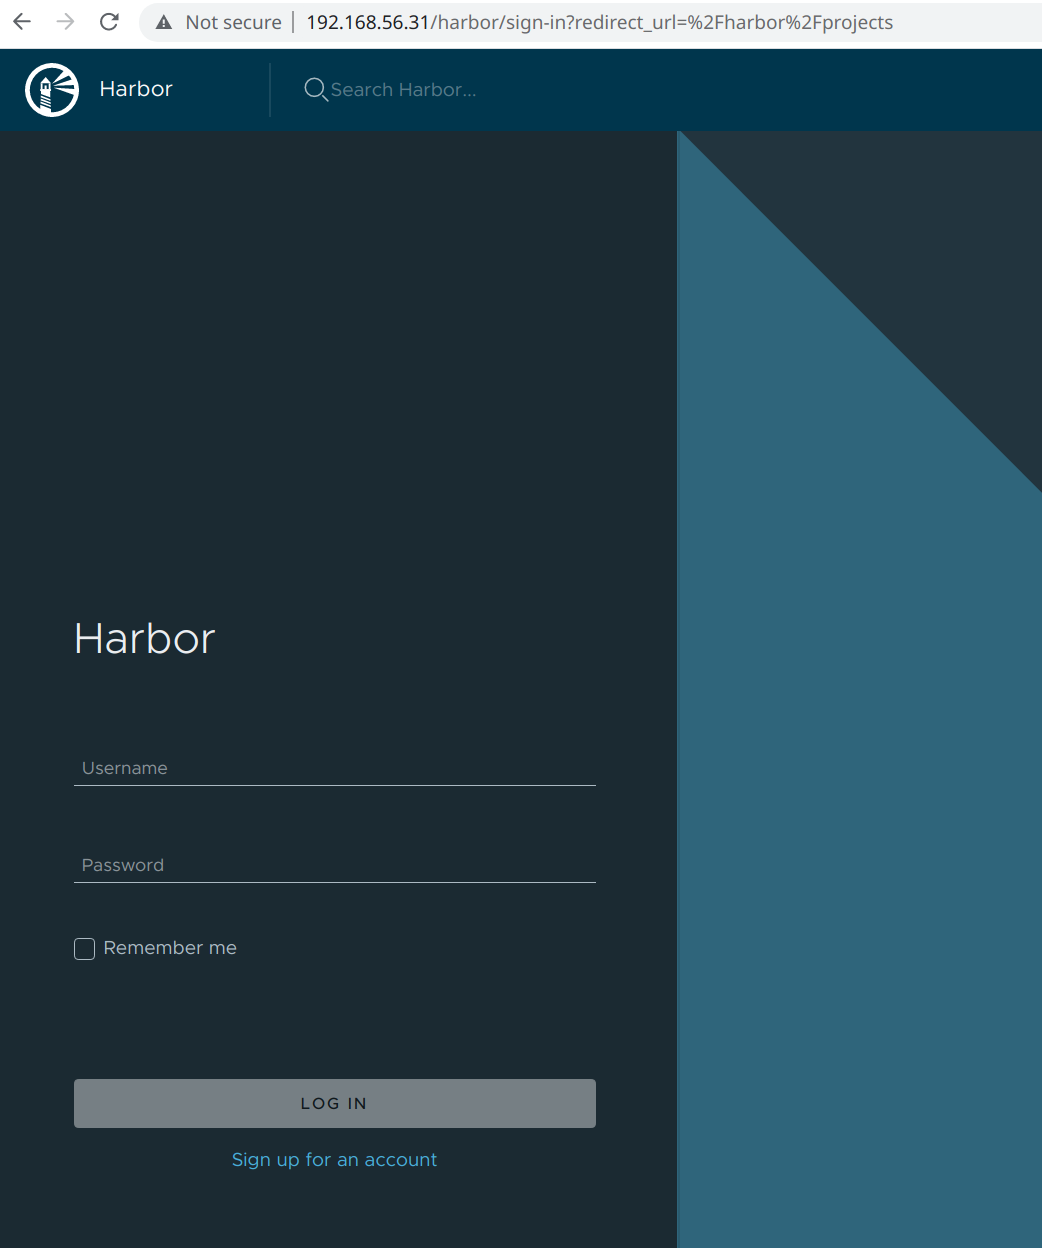 Not secure | 192.168.56.31/harbor/sign-in?redirect_url=%2Fharbor%2Fprojects
Harbor
Search Harbor...
Harbor
Username
Password
Remember me
LOG IN
Sign up for an account